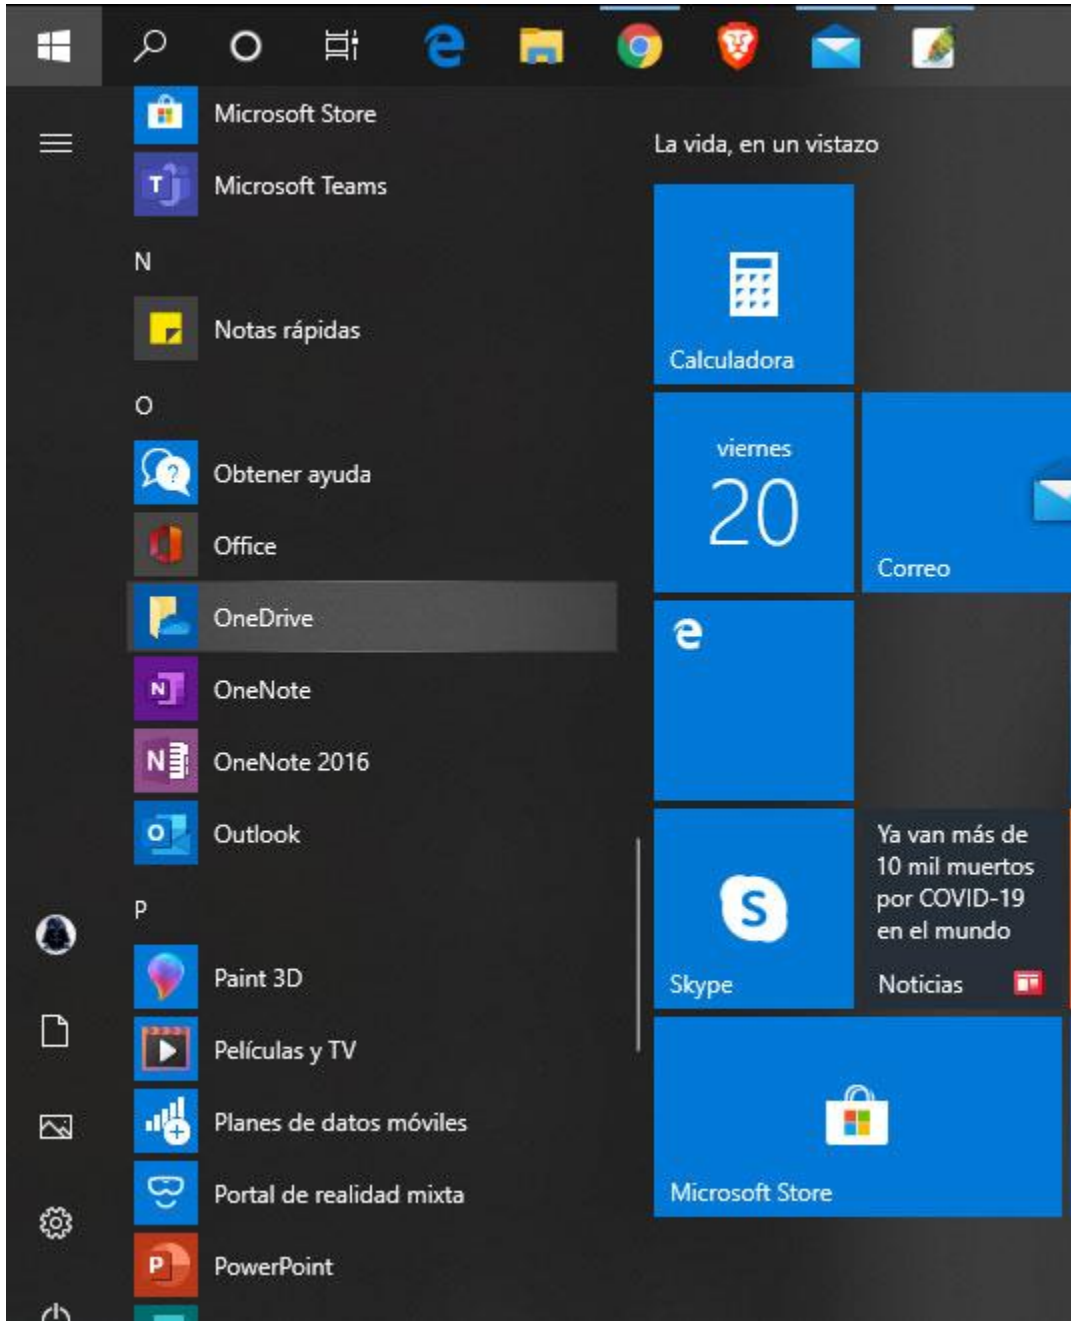 Microsoft Store
Microsoft Teams
N
Notas rápidas
O
Obtener ayuda
Office
OneDrive
OneNote
OneNote 2016
Outlook
P
Paint 3D
Películas y TV
Planes de datos móviles
Portal de realidad mixta
PowerPoint
La vida, en un vistazo
Calculadora
viernes
20
Correo
Skype
Ya van más de
10 mil muertos
por COVID-19
en el mundo
Noticias
Microsoft Store